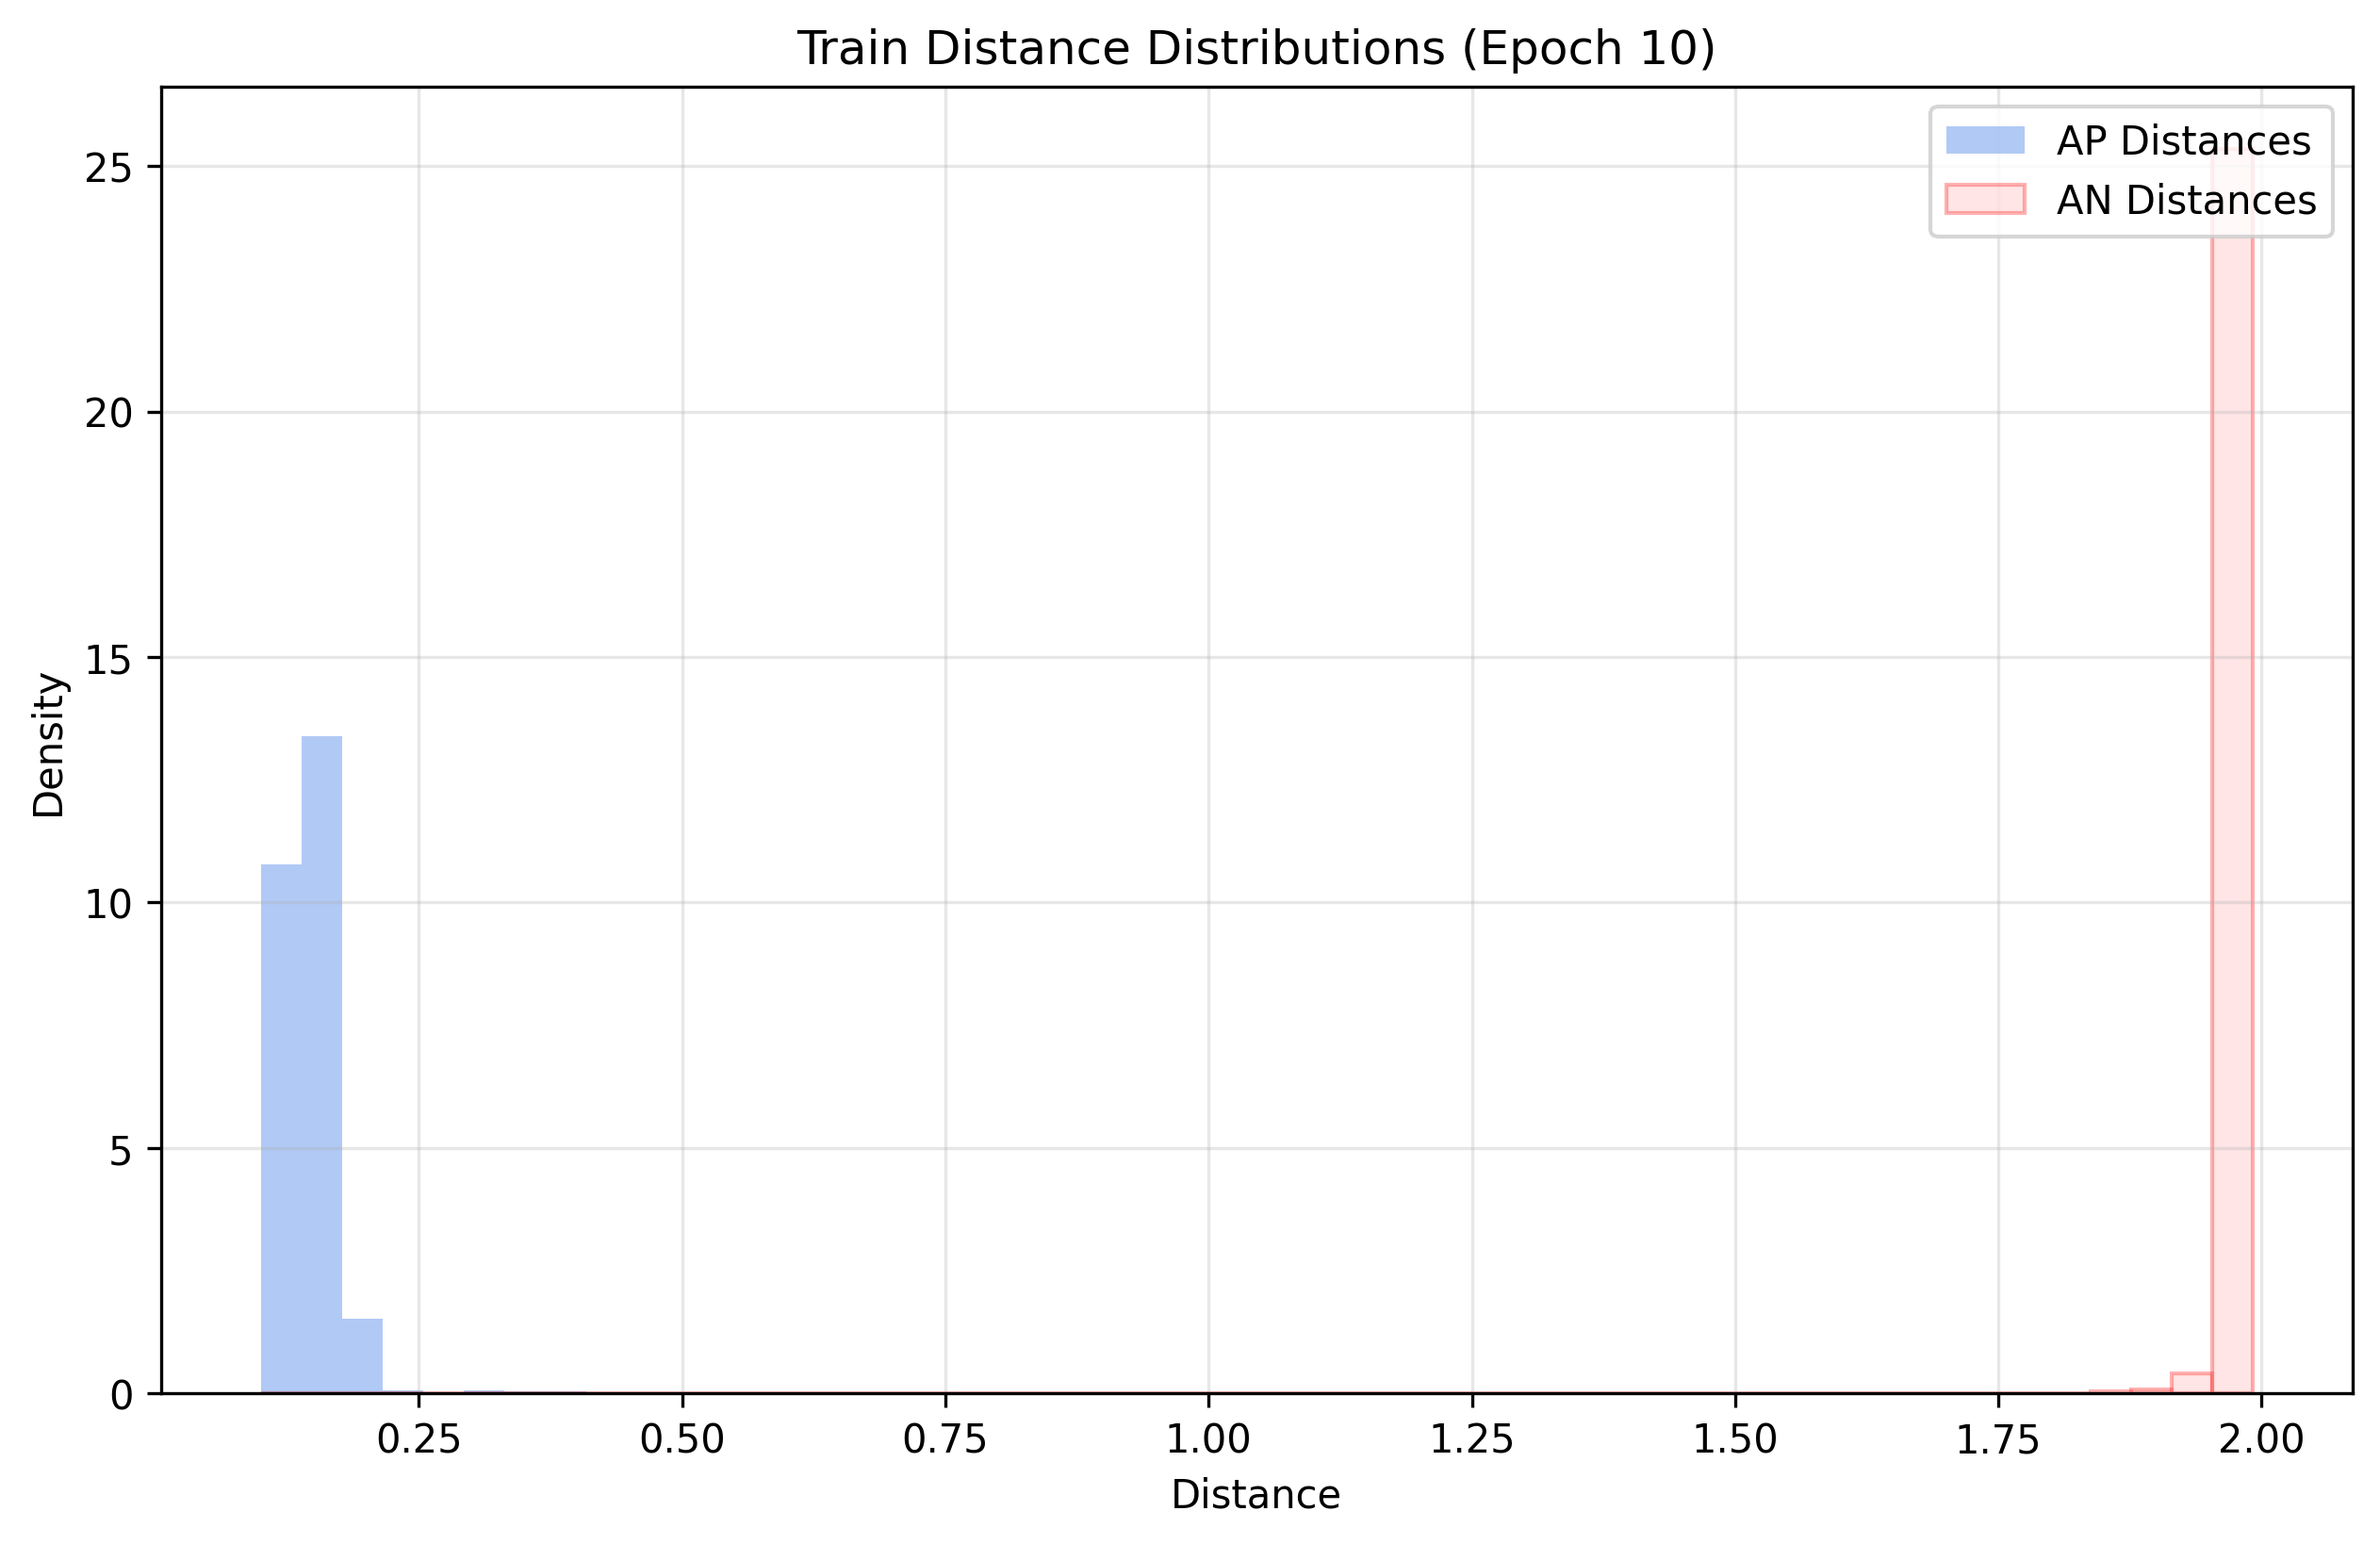 Train Distance Distributions (Epoch 10)
AP Distances
AN Distances
25
20
15
10
5
0
Density
0.25 0.50 0.75 1.00 1.25 1.50 1.75 2.00
Distance